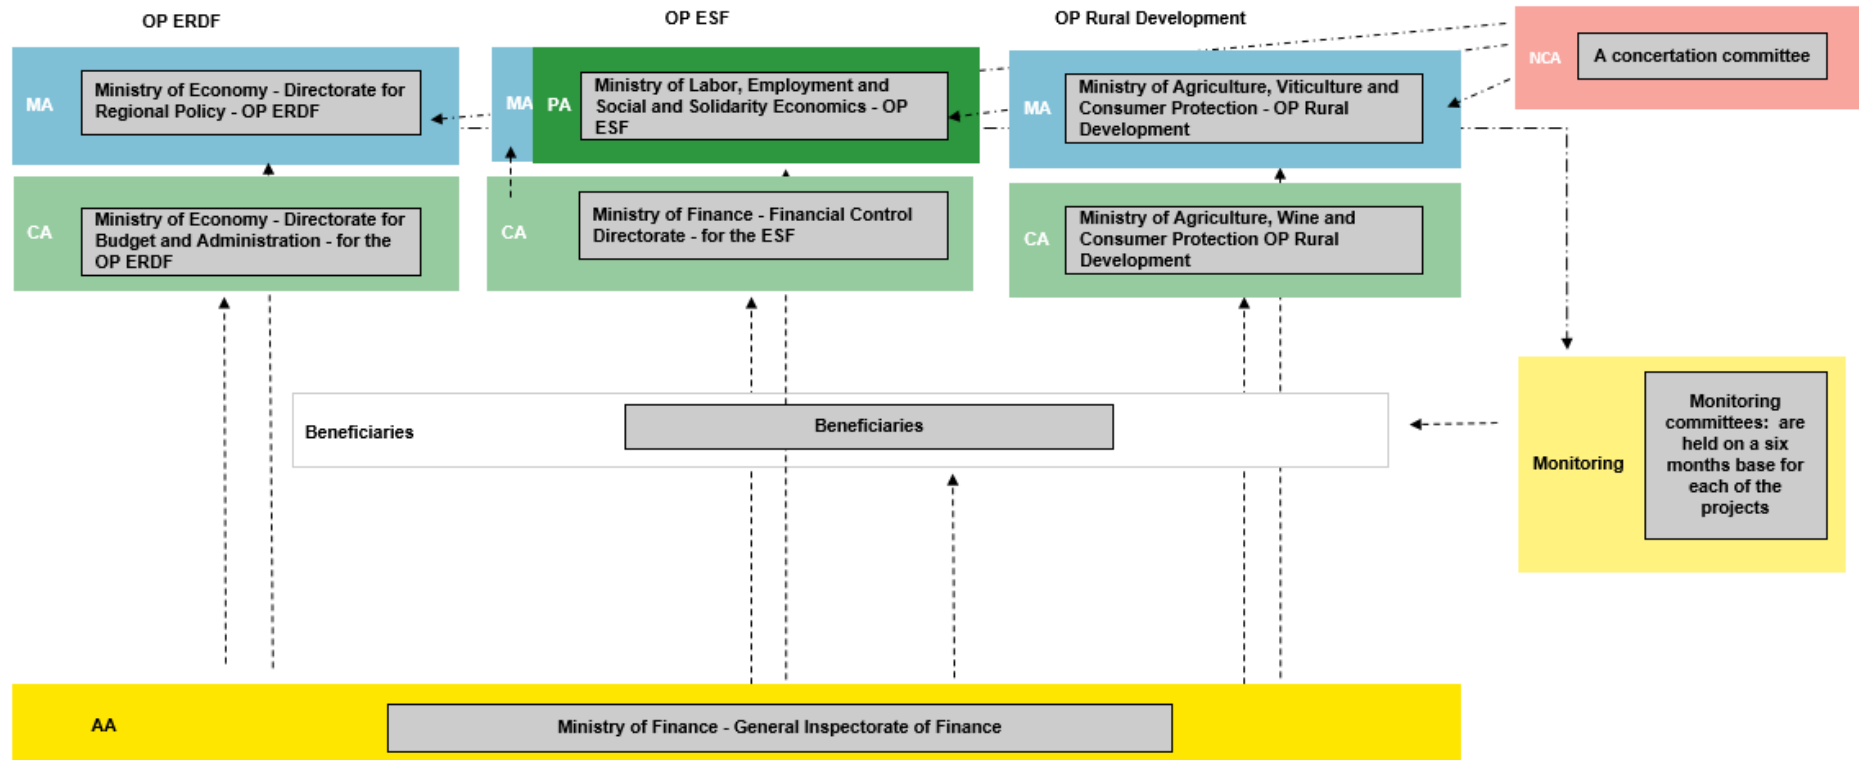 OP ERDF
OP ESF
OP Rural Development
MA
Ministry of Economy - Directorate for
Regional Policy - OP ERDF
MA
PA
Ministry of Labor, Employment and
Social and Solidarity Economics - OP
ESF
MA
Ministry of Agriculture, Viticulture and
Consumer Protection - OP Rural
Development
NCA
A concertation committee
CA
Ministry of Economy - Directorate for
Budget and Administration - for the
OP ERDF
CA
Ministry of Finance - Financial Control
Directorate - for the ESF
CA
Ministry of Agriculture, Wine and
Consumer Protection OP Rural
Development
Beneficiaries
Beneficiaries
Monitoring
Monitoring
committees: are
held on a six
months base for
each of the
projects
AA
Ministry of Finance - General Inspectorate of Finance